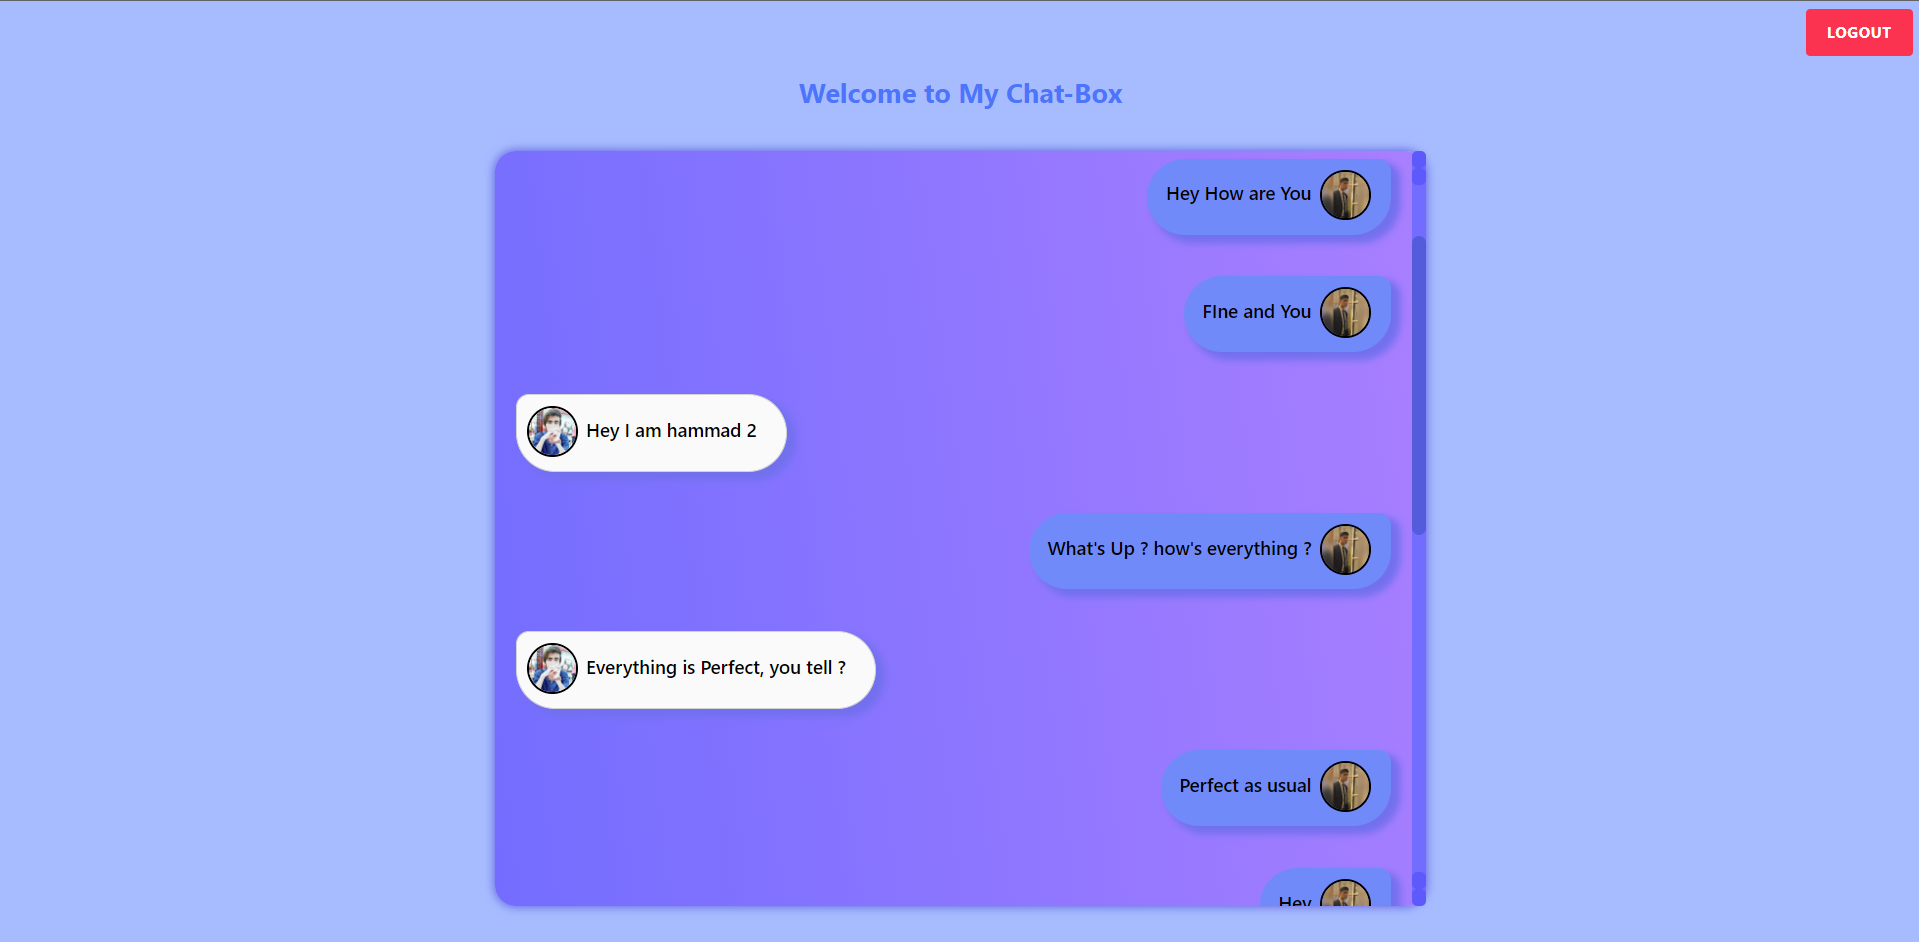 LOGOUT
Welcome to My Chat-Box
Hey How are You
FIne and You
Hey I am hammad 2
What's Up ? how's everything ?
Everything is Perfect, you tell ?
Perfect as usual
Hey